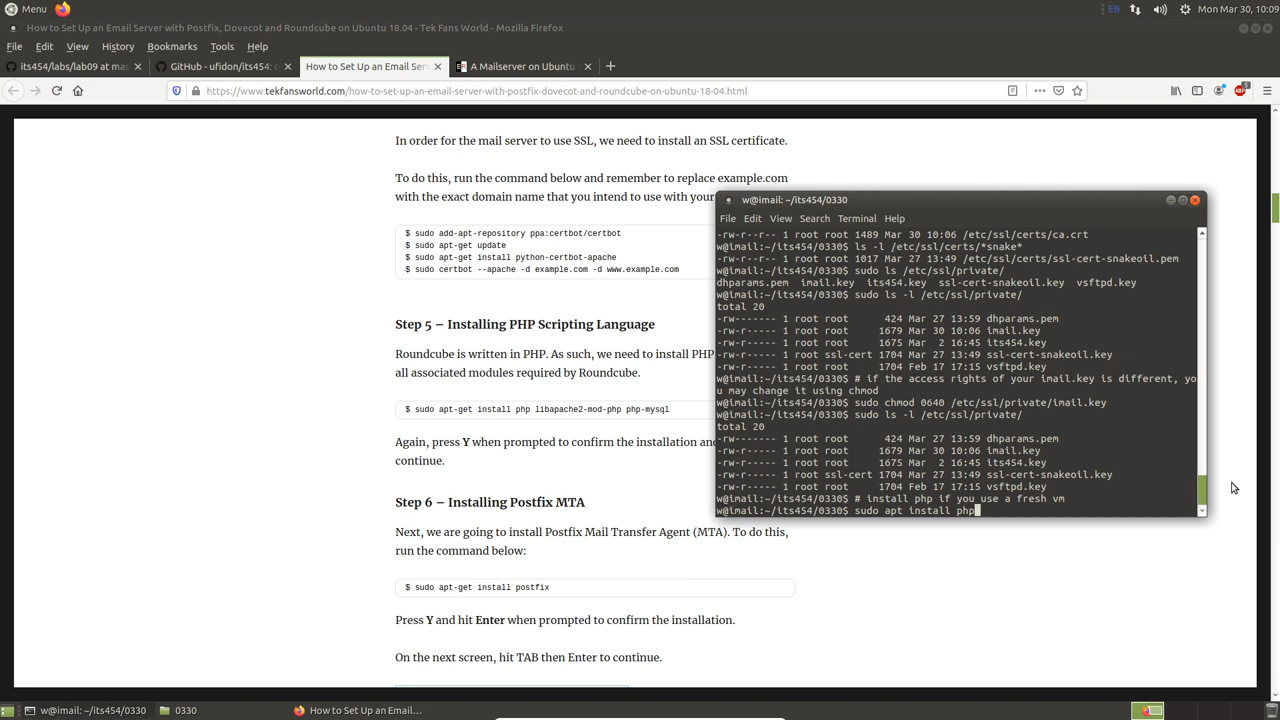 Menu
EN
Mon Mar 30, 10:09
How to Set Up an Email Server with Postfix, Dovecot and Roundcube on Ubuntu 18.04 - Tek Fans World - Mozilla Firefox
File Edit View History Bookmarks Tools Help
its454/labs/lab09 at mas
GitHub - ufidon/its454: c
How to Set Up an Email Serv
ER A Mailserver on Ubuntu
https://www.tekfansworld.com/how-to-set-up-an-email-server-with-postfix-dovecot-and-roundcube-on-ubuntu-18-04.html
In order for the mail server to use SSL, we need to install an SSL certificate.
To do this, run the command below and remember to replace example.com
with the exact domain name that you intend to use with your
$ sudo add-apt-repository ppa:certbot/certbot
$ sudo apt-get update
$ sudo apt-get install python-certbot-apache
$ sudo certbot --apache -d example.com -d www.example.com
Step 5 – Installing PHP Scripting Language
Roundcube is written in PHP. As such, we need to install PHP
all associated modules required by Roundcube.
$ sudo apt-get install php libapache2-mod-php php-mysql
Again, press Y when prompted to confirm the installation and
continue.
Step 6 – Installing Postfix MTA
Next, we are going to install Postfix Mail Transfer Agent (MTA). To do this,
run the command below:
$ sudo apt-get install postfix
Press Y and hit Enter when prompted to confirm the installation.
On the next screen, hit TAB then Enter to continue.
w@imail: ~/its454/0330
File Edit View Search Terminal Help
-rw-r--r-- 1 root root 1489 Mar 30 10:06 /etc/ssl/certs/ca.crt
w@imail:~/its454/0330$ ls -l /etc/ssl/certs/*snake*
-rw-r--r-- 1 root root 1017 Mar 27 13:49 /etc/ssl/certs/ssl-cert-snakeoil.pem
w@imail:~/its454/0330$ sudo ls /etc/ssl/private/
dhparams.pem  imail.key  its454.key  ssl-cert-snakeoil.key  vsftpd.key
w@imail:~/its454/0330$ sudo ls -l /etc/ssl/private/
total 20
-rw------- 1 root root      424 Mar 27 13:59 dhparams.pem
-rw-r----- 1 root root     1679 Mar 30 10:06 imail.key
-rw-r----- 1 root root     1675 Mar  2 16:45 its454.key
-rw-r----- 1 root ssl-cert 1704 Mar 27 13:49 ssl-cert-snakeoil.key
-rw-r----- 1 root root     1704 Feb 17 17:15 vsftpd.key
w@imail:~/its454/0330$ # if the access rights of your imail.key is different, yo
u may change it using chmod
w@imail:~/its454/0330$ sudo chmod 0640 /etc/ssl/private/imail.key
w@imail:~/its454/0330$ sudo ls -l /etc/ssl/private/
total 20
-rw------- 1 root root      424 Mar 27 13:59 dhparams.pem
-rw-r----- 1 root root     1679 Mar 30 10:06 imail.key
-rw-r----- 1 root root     1675 Mar  2 16:45 its454.key
-rw-r----- 1 root ssl-cert 1704 Mar 27 13:49 ssl-cert-snakeoil.key
-rw-r----- 1 root root     1704 Feb 17 17:15 vsftpd.key
w@imail:~/its454/0330$ # install php if you use a fresh vm
w@imail:~/its454/0330$ sudo apt install php
w@imail: ~/its454/0330
0330
How to Set Up an Email...